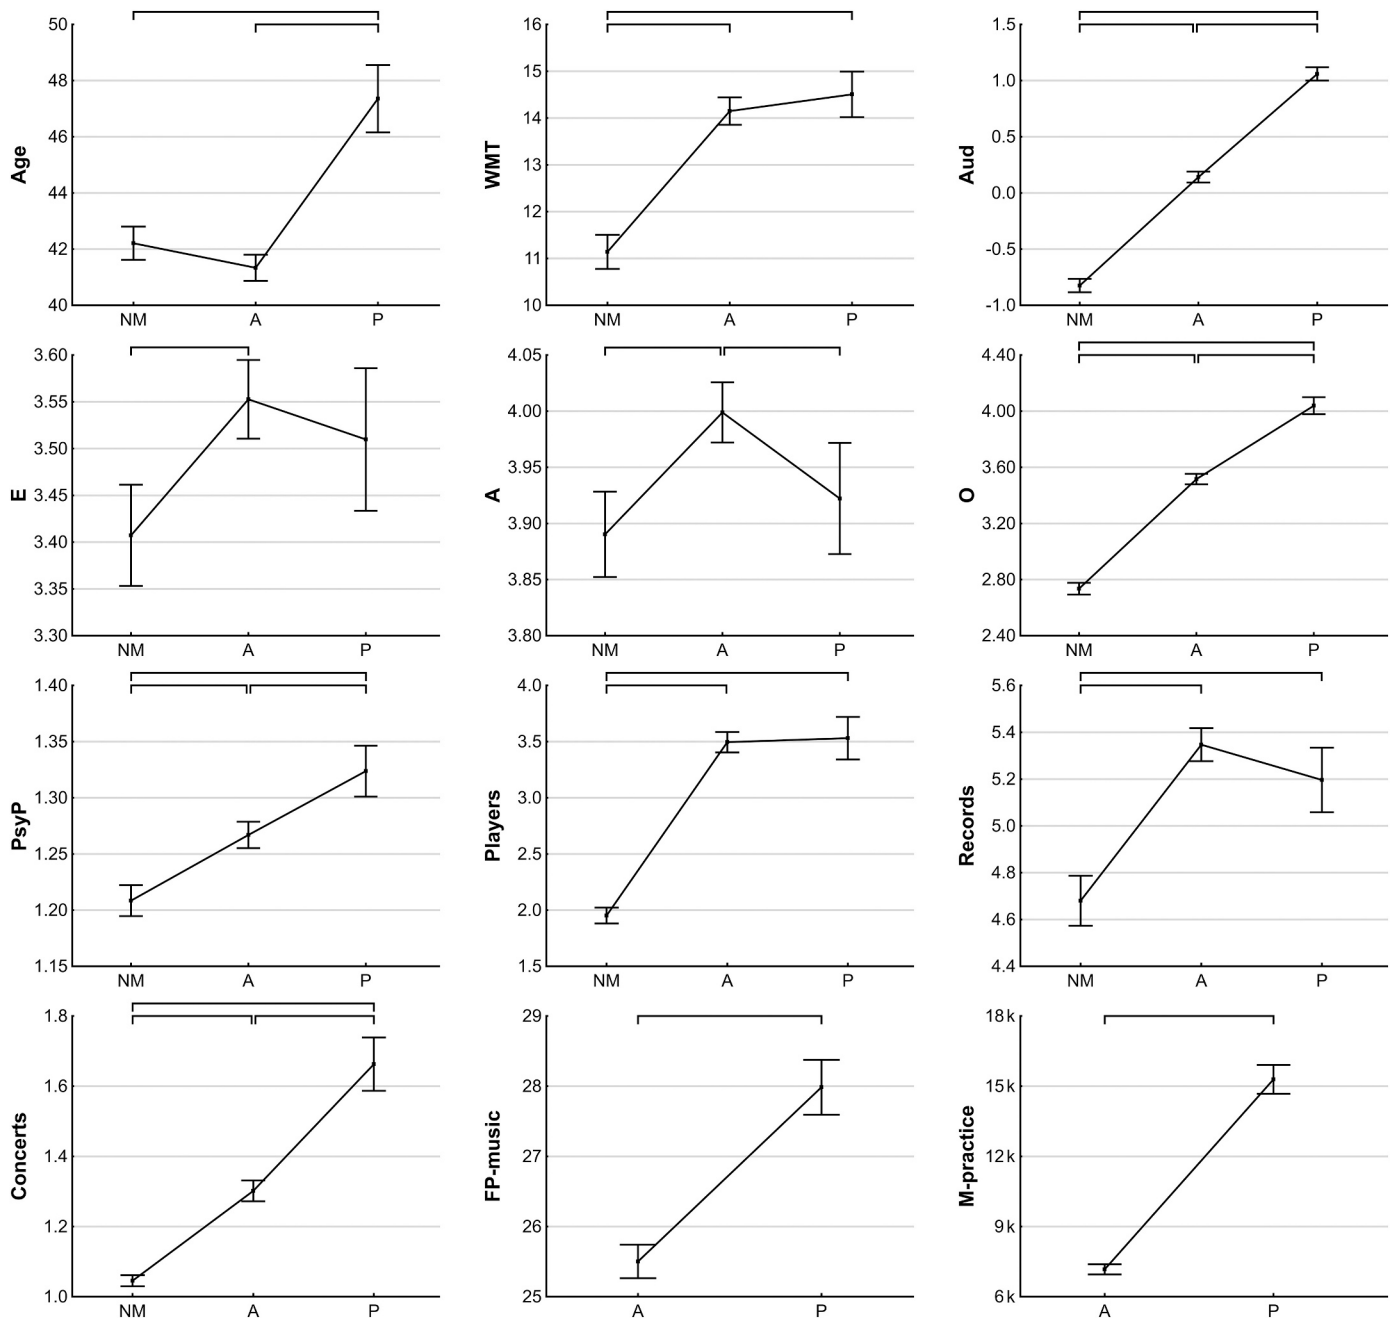 50
48
46
44
42
40
Age
NM A P
16
15
14
13
12
11
10
WMT
NM A P
1.5
1.0
0.5
0.0
-0.5
-1.0
Aud
NM A P
3.60
3.55
3.50
3.45
3.40
3.35
3.30
E
NM A P
4.05
4.00
3.95
3.90
3.85
3.80
A
NM A P
4.40
4.00
3.60
3.20
2.80
2.40
O
NM A P
1.40
1.35
1.30
1.25
1.20
1.15
PsyP
NM A P
4.0
3.5
3.0
2.5
2.0
1.5
Players
NM A P
5.6
5.4
5.2
5.0
4.8
4.6
4.4
Records
NM A P
1.8
1.6
1.4
1.2
1.0
Concerts
NM A P
29
28
27
26
25
FP-music
A P
18k
15k
12k
9k
6k
M-practice
A P